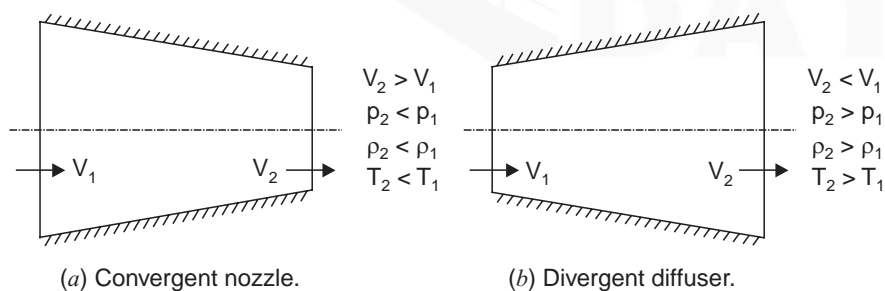 V₂ > V₁
p₂ < p₁
ρ₂ < ρ₁
T₂ < T₁
V₁
V₂
(a) Convergent nozzle.
V₂ < V₁
p₂ > p₁
ρ₂ > ρ₁
T₂ > T₁
V₁
V₂
(b) Divergent diffuser.